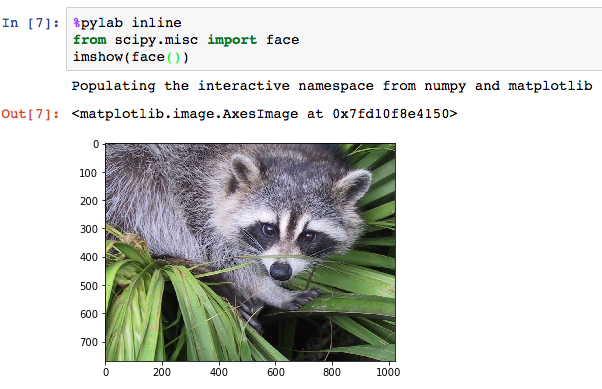 In [7]: %pylab inline
from scipy.misc import face
imshow(face())
Populating the interactive namespace from numpy and matplotlib
Out[7]: <matplotlib.image.AxesImage at 0x7fd10f8e4150>
0
100
200
300
400
500
600
700
0 200 400 600 800 1000